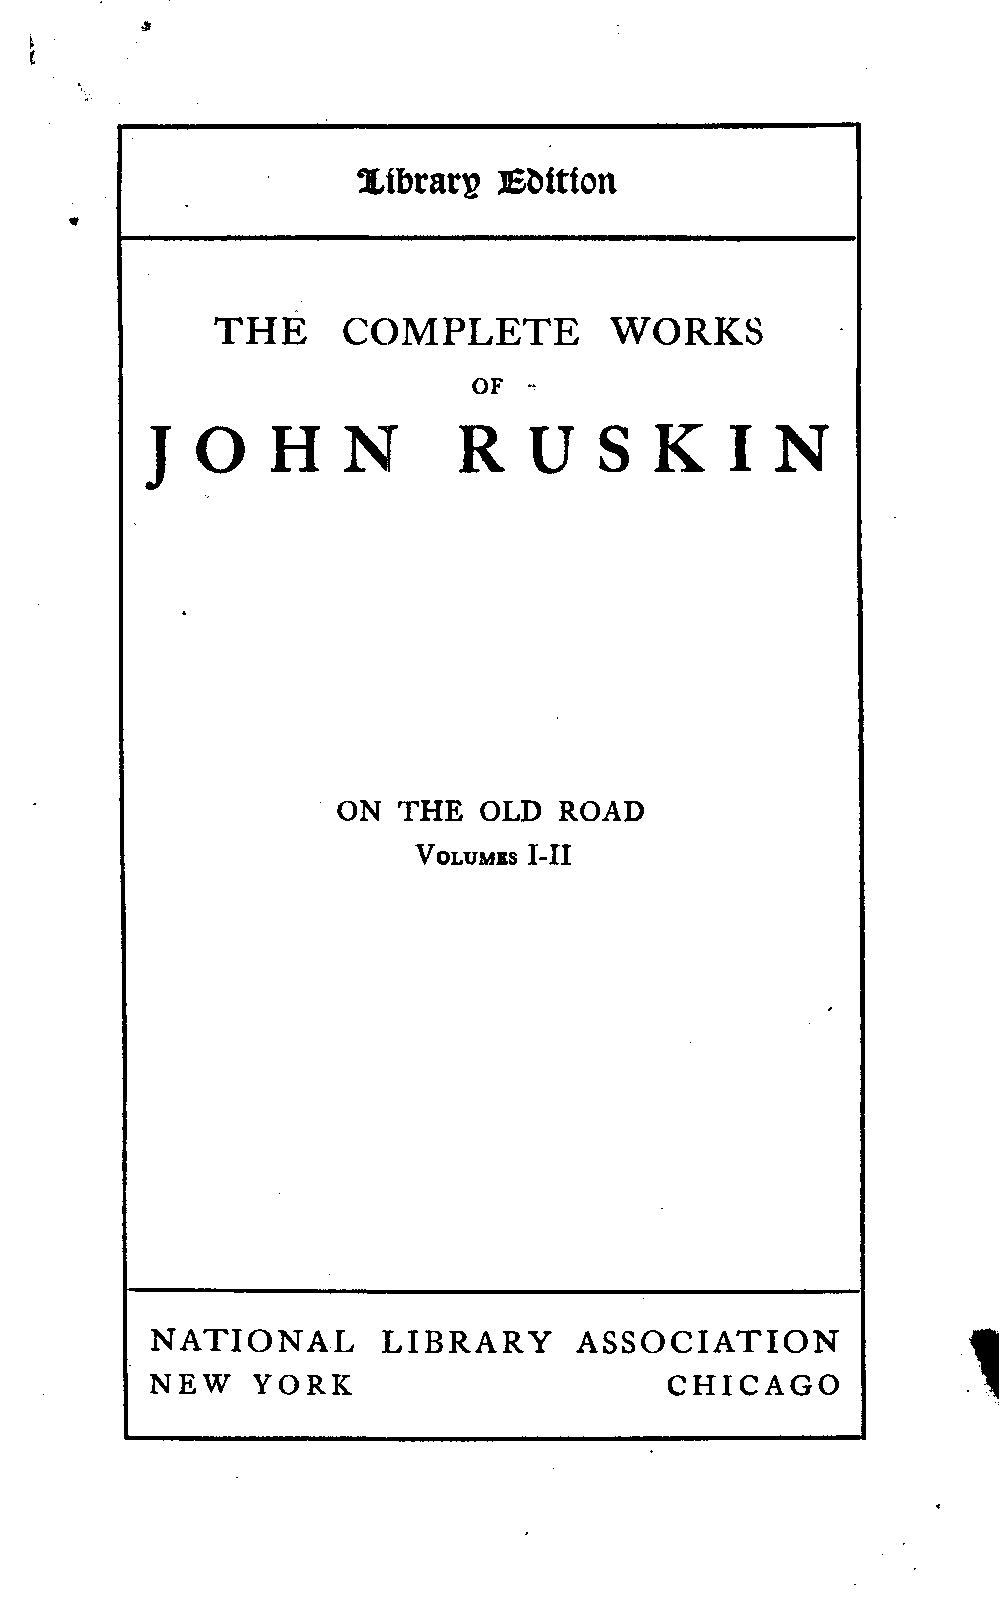 Library Edition
THE COMPLETE WORKS
OF
JOHN RUSKIN
ON THE OLD ROAD
VOLUMES I-II
NATIONAL LIBRARY ASSOCIATION
NEW YORK CHICAGO